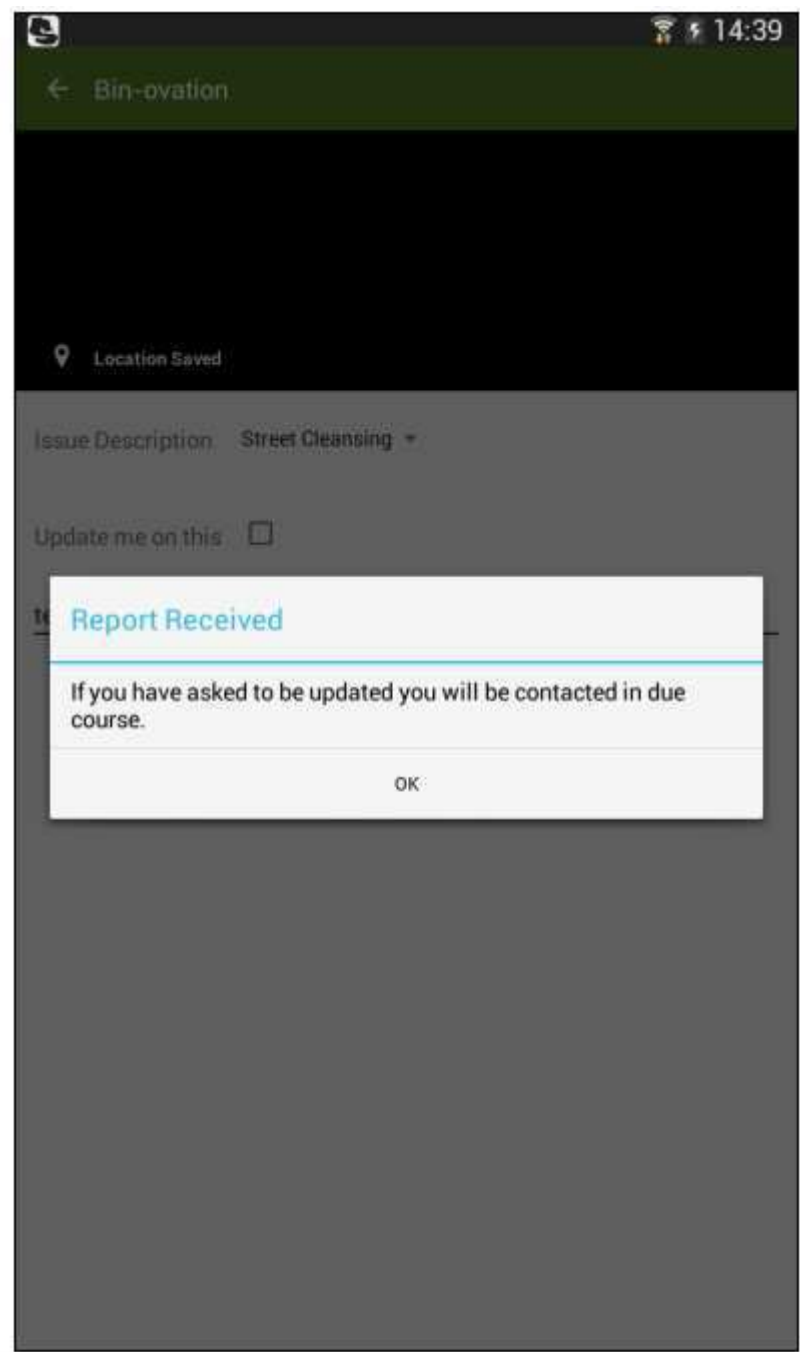 14:39
Bin-ovation
Location Saved
Issue Description Street Cleansing
Update me on this
Report Received
If you have asked to be updated you will be contacted in due
course.
OK